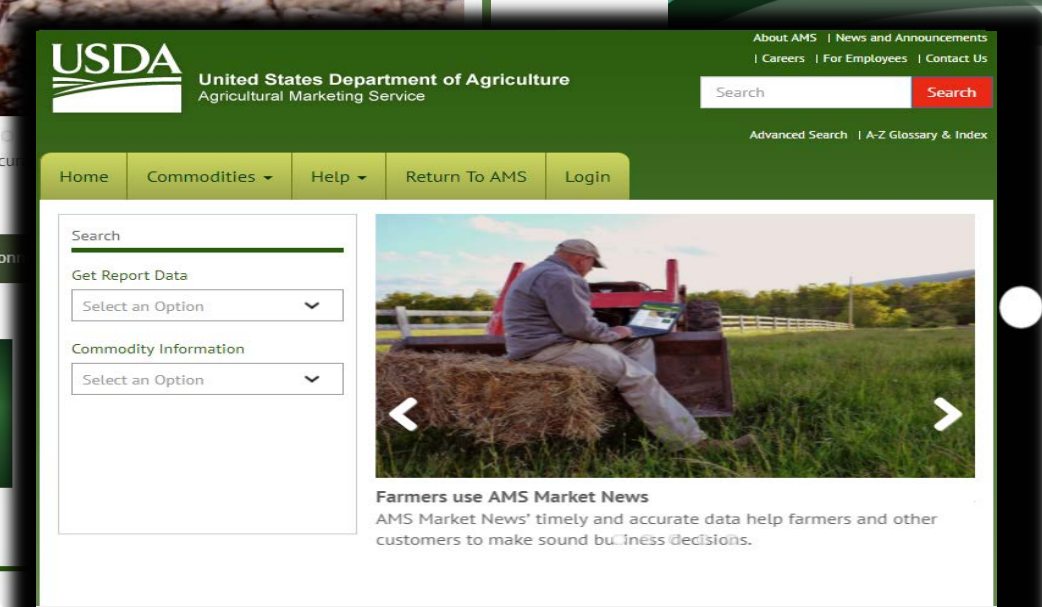 About AMS | News and Announcements
| Careers | For Employees | Contact Us
USDA
United States Department of Agriculture
Agricultural Marketing Service
Search
Search
Advanced Search | A-Z Glossary & Index
Home
Commodities
Help
Return To AMS
Login
Search
Get Report Data
Select an Option
Commodity Information
Select an Option
Farmers use AMS Market News
AMS Market News' timely and accurate data help farmers and other
customers to make sound business decisions.